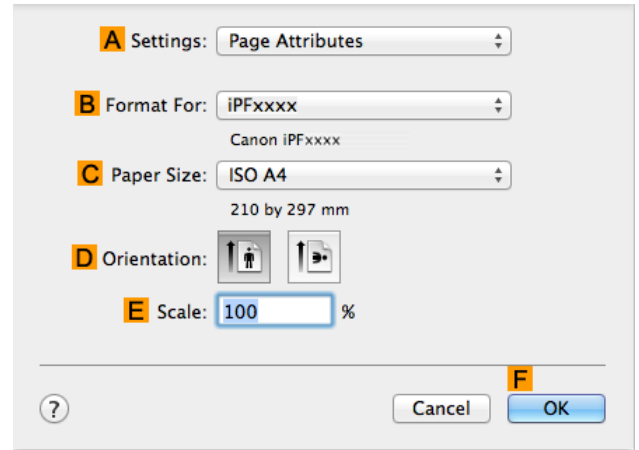 A Settings: Page Attributes
B Format For: iPFxxxx
Canon iPFxxxx
C Paper Size: ISO A4
210 by 297 mm
D Orientation:
E Scale: 100 %
F
? Cancel OK